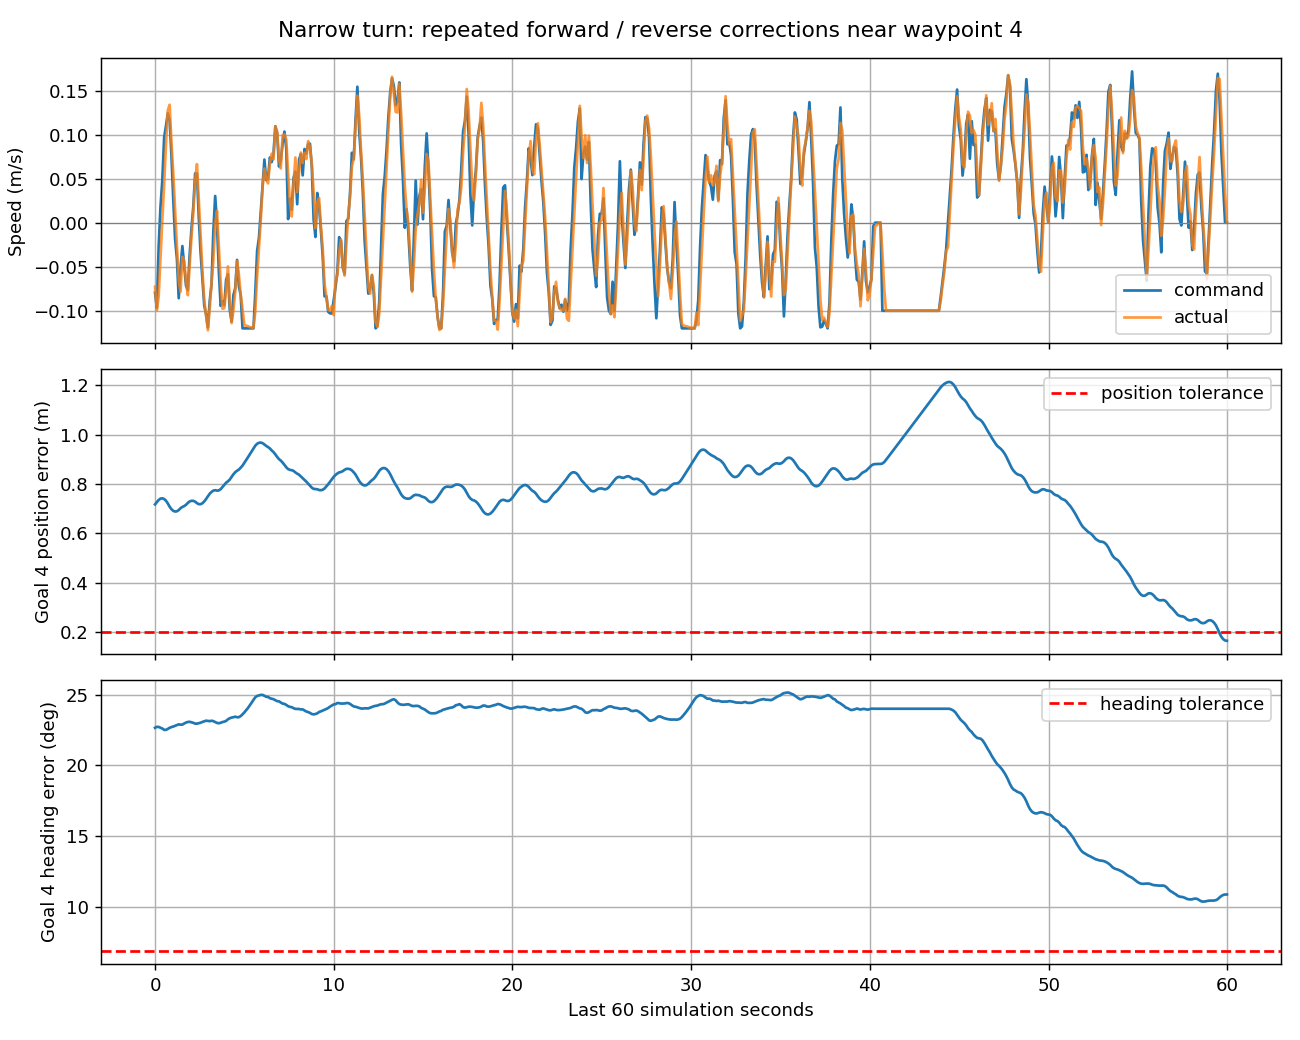 Narrow turn: repeated forward / reverse corrections near waypoint 4
Speed (m/s)
0.15
0.10
0.05
0.00
−0.05
−0.10
command
actual
Goal 4 position error (m)
1.2
1.0
0.8
0.6
0.4
0.2
position tolerance
Goal 4 heading error (deg)
25
20
15
10
heading tolerance
0 10 20 30 40 50 60
Last 60 simulation seconds